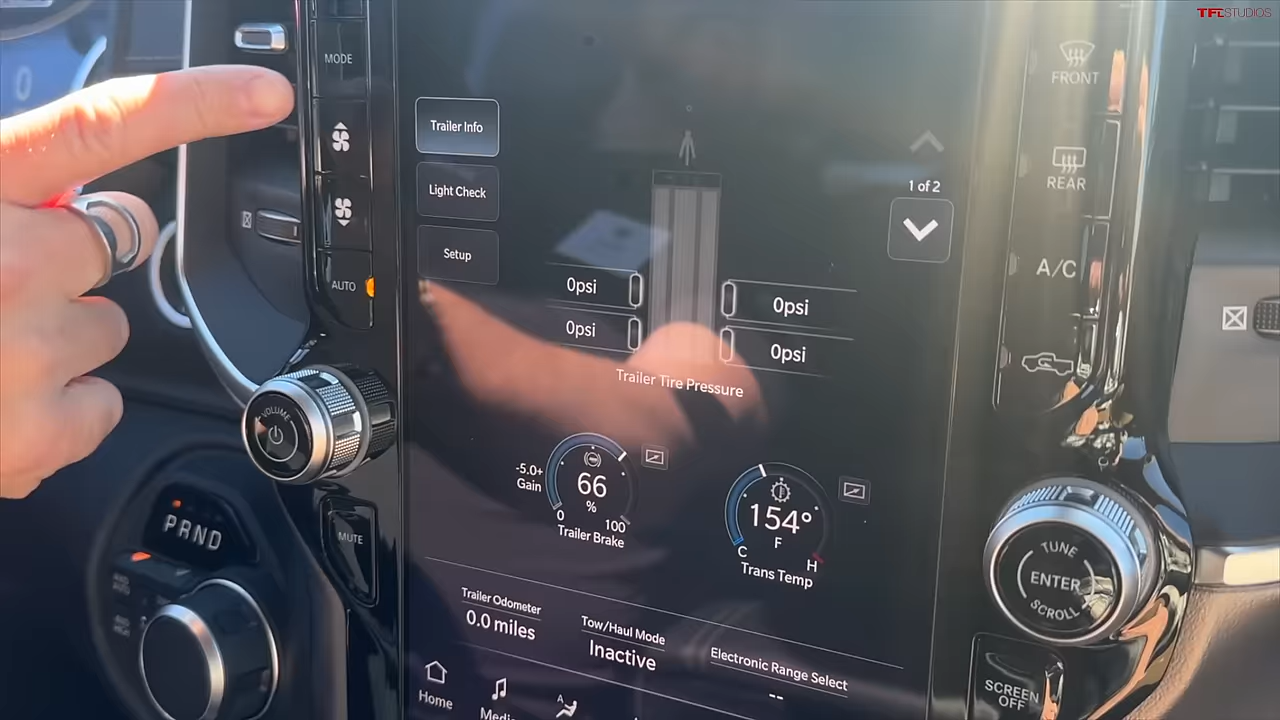 TFLSTUDIOS
0
MODE
FRONT
Trailer Info
REAR
Light Check
1 of 2
Setup
A/C
AUTO
0psi
0psi
0psi
0psi
Trailer Tire Pressure
VOLUME
-5.0+
Gain
66
%
0
100
Trailer Brake
154°
F
C
H
Trans Temp
PRND
MUTE
TUNE
ENTER
SCROLL
Trailer Odometer
0.0 miles
Tow/Haul Mode
Inactive
Electronic Range Select
--
Home
Media
SCREEN
OFF